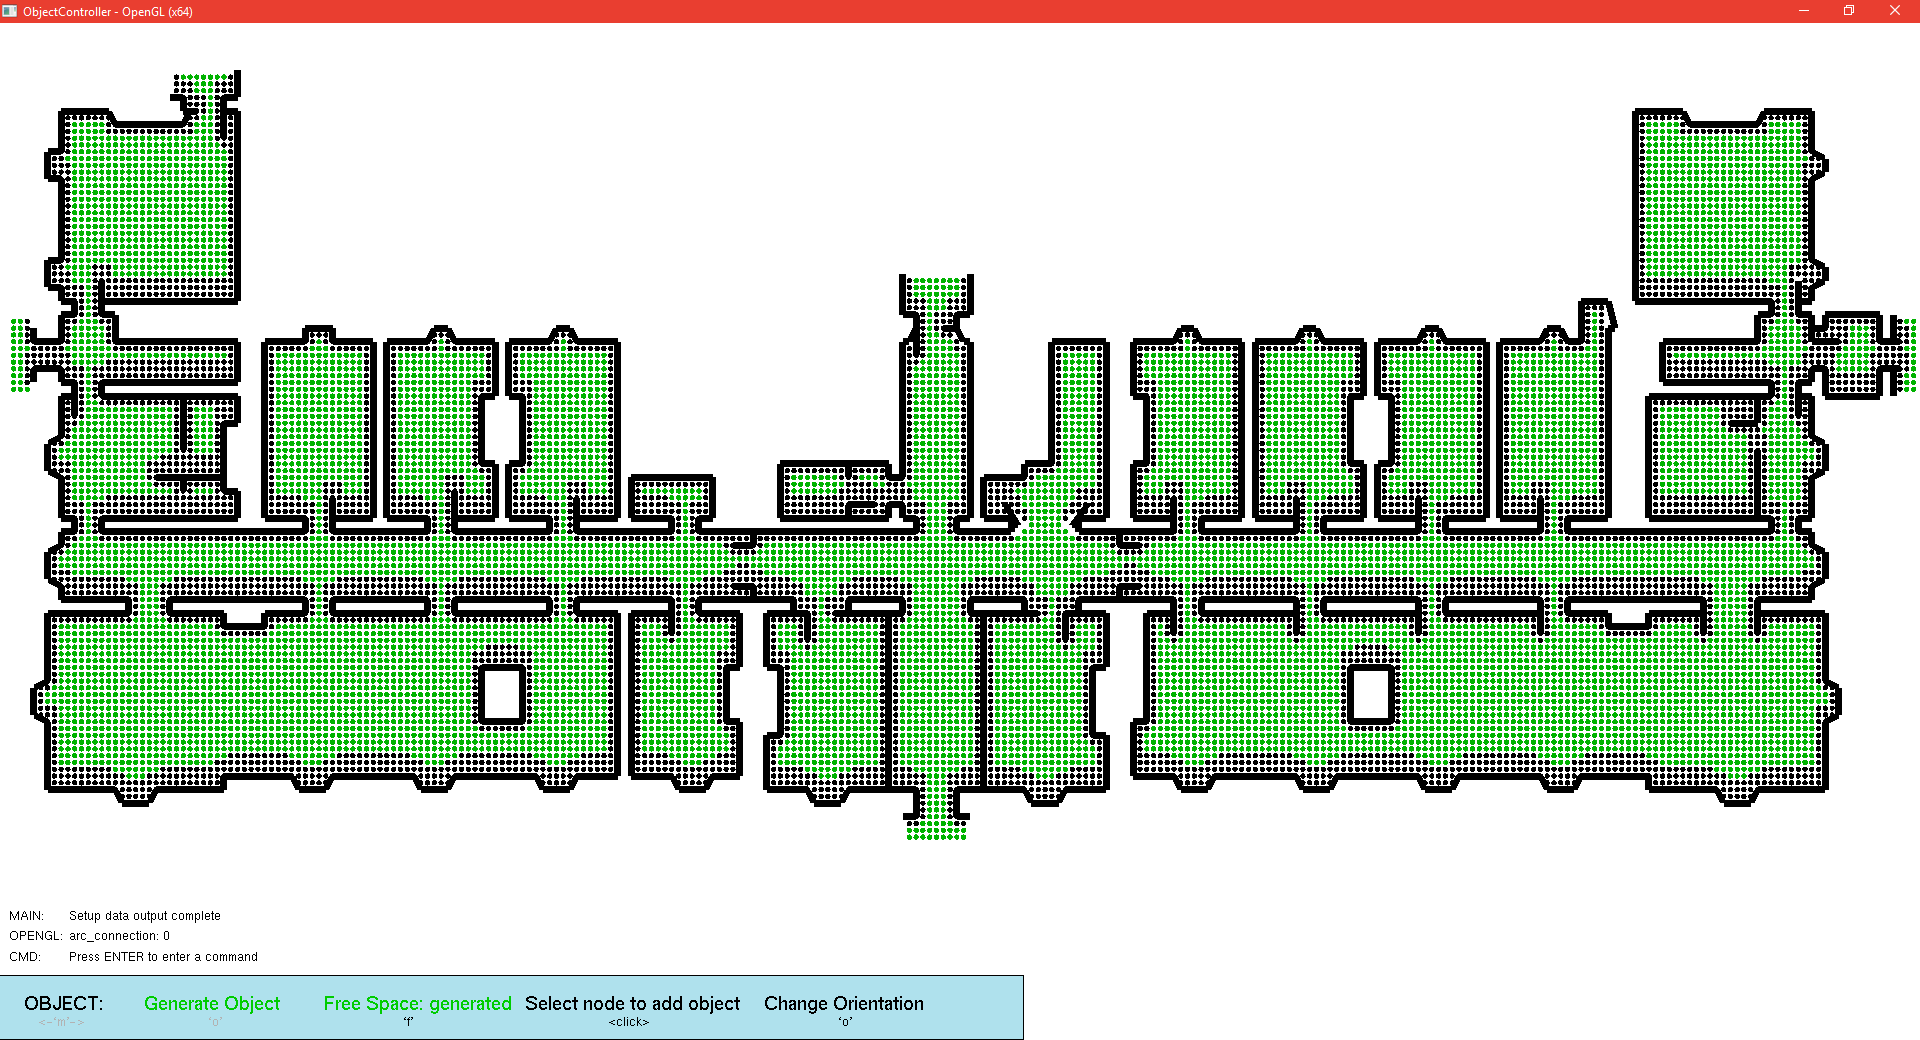 ObjectController - OpenGL (x64)
MAIN: Setup data output complete
OPENGL: arc_connection: 0
CMD: Press ENTER to enter a command
OBJECT: Generate Object Free Space: generated Select node to add object Change Orientation
<-'m'-> 'o' 'f' <click> 'o'